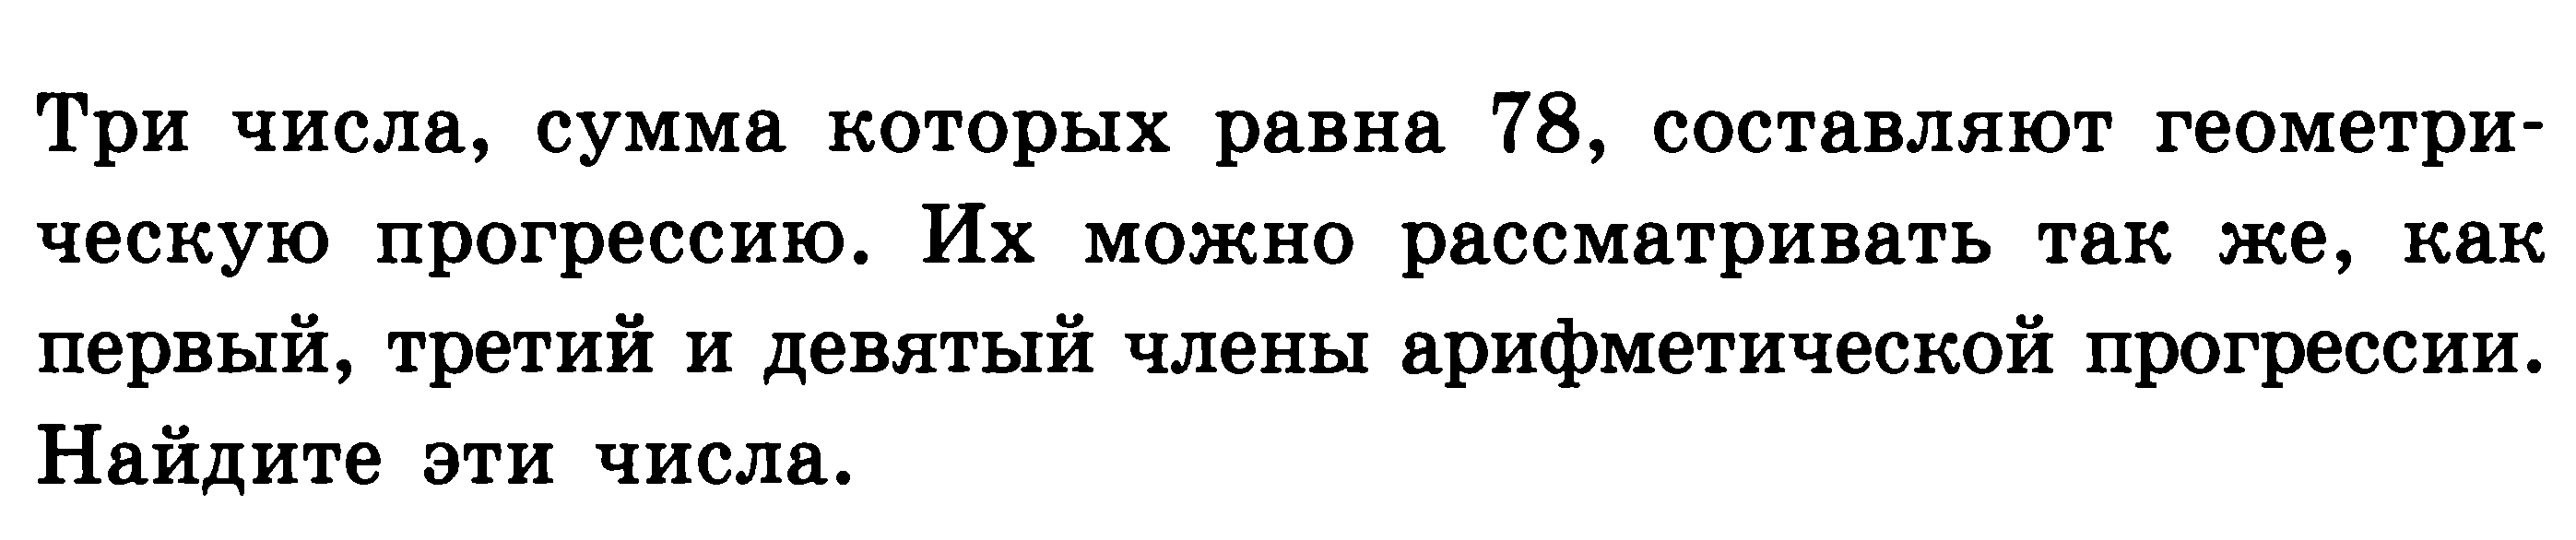 Три числа, сумма которых равна 78, составляют геометри-
ческую прогрессию. Их можно рассматривать так же, как
первый, третий и девятый члены арифметической прогрессии.
Найдите эти числа.